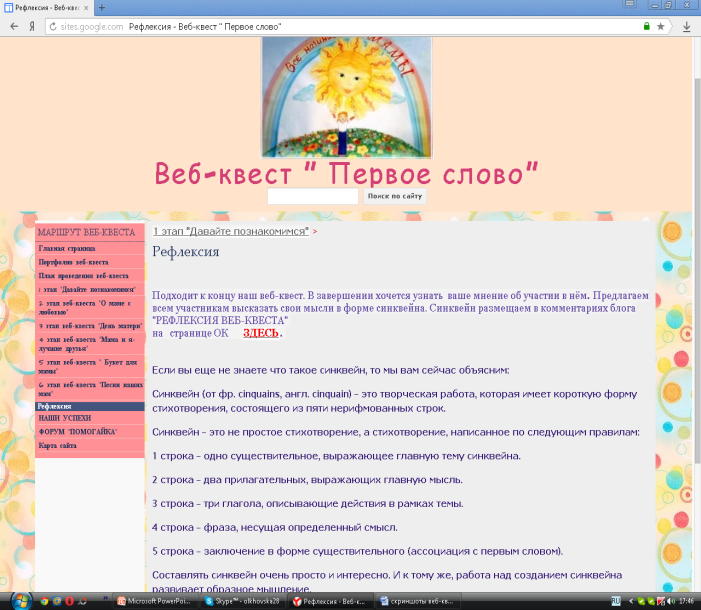 Рефлексия - Веб-квест
sites.google.com Рефлексия - Веб-квест " Первое слово"
Веб-квест " Первое слово"
Поиск по сайту
МАРШРУТ ВЕБ-КВЕСТА
Главная страница
Портфолио веб-квеста
План проведения веб-квеста
1 этап "Давайте познакомимся"
2 этап веб-квеста "О маме с
любовью"
3 этап веб-квеста "День матери"
4 этап веб-квеста "Мама и я-
лучшие друзья"
5 этап веб-квеста " Букет для
мамы"
6 этап веб-квеста "Песни наших
мам"
Рефлексия
НАШИ УСПЕХИ
ФОРУМ "ПОМОГАЙКА"
Карта сайта
1 этап "Давайте познакомимся" >
Рефлексия
Подходит к концу наш веб-квест. В завершении хочется узнать ваше мнение об участии в нём. Предлагаем
всем участникам высказать свои мысли в форме синквейна. Синквейн размещаем в комментариях блога
"РЕФЛЕКСИЯ ВЕБ-КВЕСТА"
на странице ОК ЗДЕСЬ.
Если вы еще не знаете что такое синквейн, то мы вам сейчас объясним:
Синквейн (от фр. cinquains, англ. cinquain) – это творческая работа, которая имеет короткую форму
стихотворения, состоящего из пяти нерифмованных строк.
Синквейн – это не простое стихотворение, а стихотворение, написанное по следующим правилам:
1 строка – одно существительное, выражающее главную тему cинквейна.
2 строка – два прилагательных, выражающих главную мысль.
3 строка – три глагола, описывающие действия в рамках темы.
4 строка – фраза, несущая определенный смысл.
5 строка – заключение в форме существительного (ассоциация с первым словом).
Составлять cинквейн очень просто и интересно. И к тому же, работа над созданием синквейна
развивает образное мышление.
Microsoft PowerPoi...
Skype™ - olkhovska28
Рефлексия - Веб-к...
скриншоты веб-кв...
RU
17:46